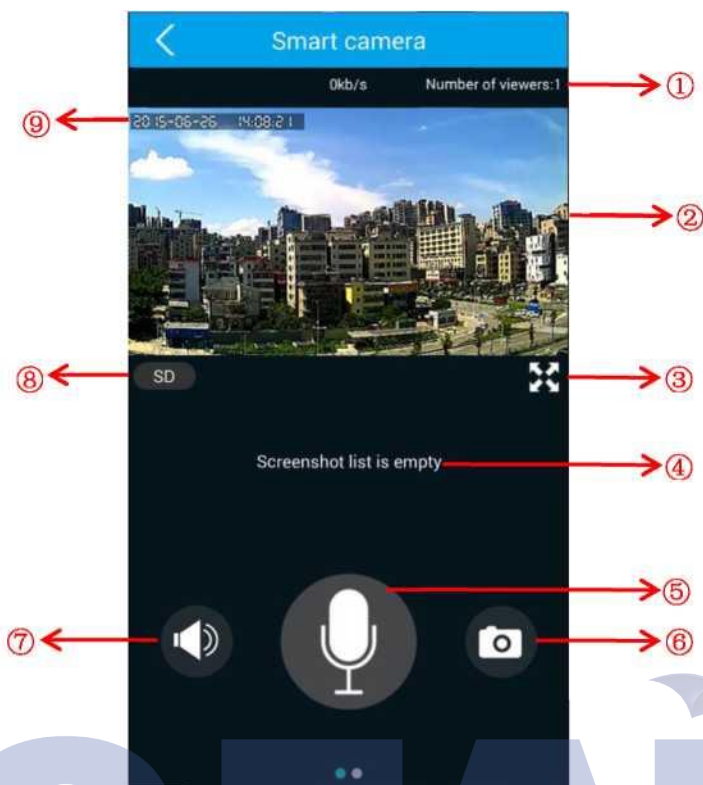 Smart camera
0kb/s Number of viewers:1 ①
⑨ 2015-06-26 14:08:21
②
⑧ SD ③
Screenshot list is empty ④
⑤
⑦ ⑥